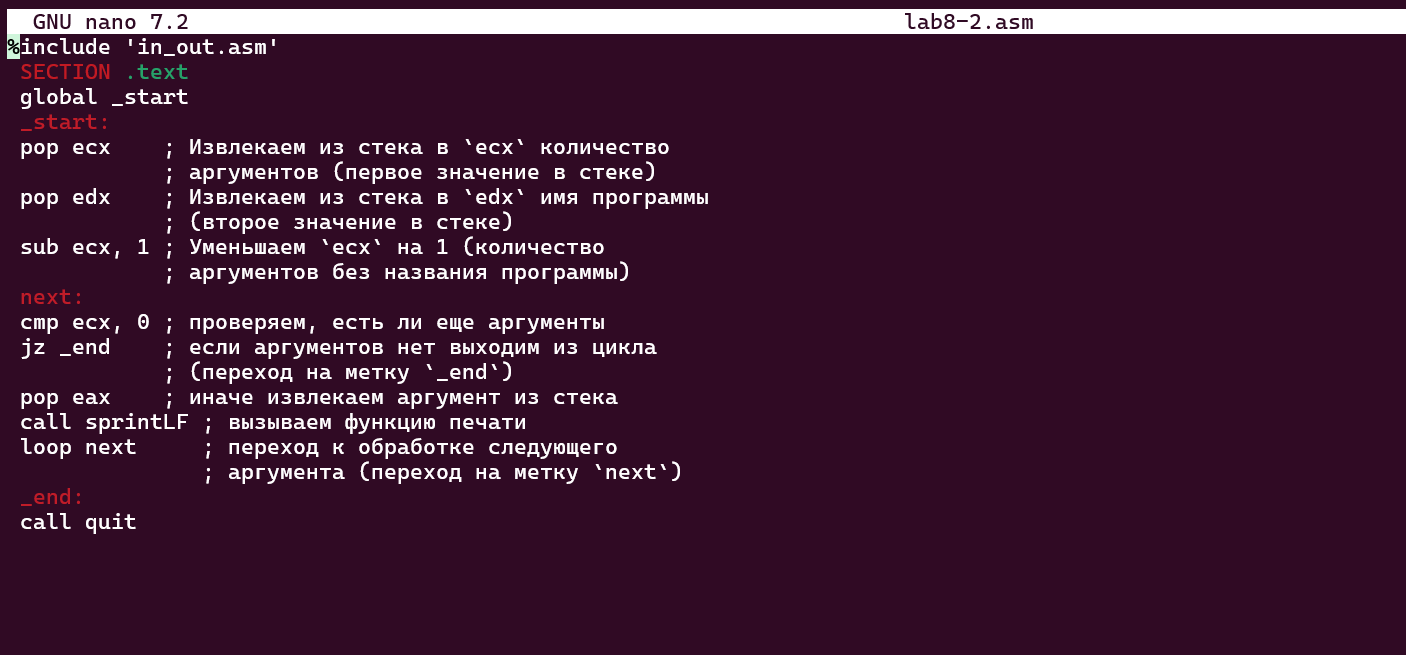 GNU nano 7.2 lab8-2.asm
%include 'in_out.asm'
SECTION .text
global _start
_start:
pop ecx    ; Извлекаем из стека в `ecx` количество
           ; аргументов (первое значение в стеке)
pop edx    ; Извлекаем из стека в `edx` имя программы
           ; (второе значение в стеке)
sub ecx, 1 ; Уменьшаем `ecx` на 1 (количество
           ; аргументов без названия программы)
next:
cmp ecx, 0 ; проверяем, есть ли еще аргументы
jz _end    ; если аргументов нет выходим из цикла
           ; (переход на метку `_end`)
pop eax    ; иначе извлекаем аргумент из стека
call sprintLF ; вызываем функцию печати
loop next     ; переход к обработке следующего
              ; аргумента (переход на метку `next`)
_end:
call quit